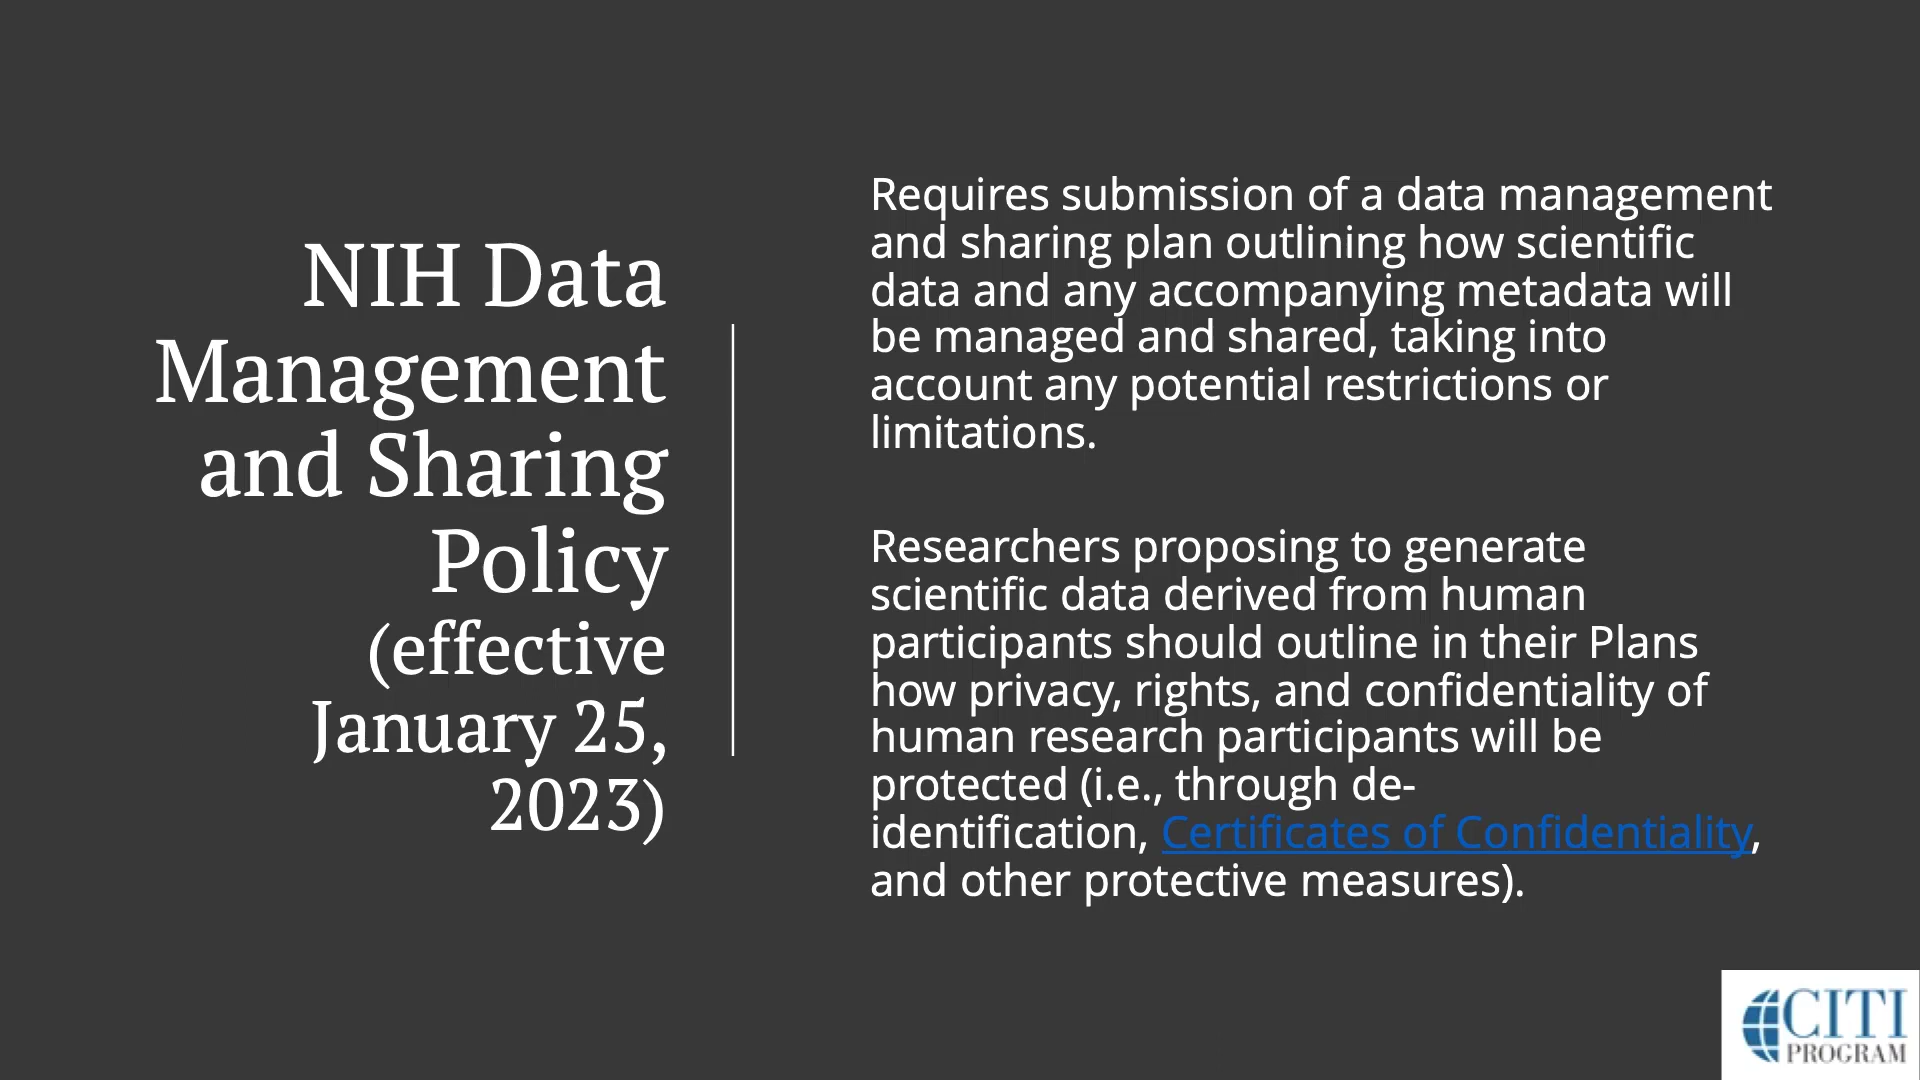 NIH Data
Management
and Sharing
Policy
(effective
January 25,
2023)
Requires submission of a data management
and sharing plan outlining how scientific
data and any accompanying metadata will
be managed and shared, taking into
account any potential restrictions or
limitations.
Researchers proposing to generate
scientific data derived from human
participants should outline in their Plans
how privacy, rights, and confidentiality of
human research participants will be
protected (i.e., through de-
identification, Certificates of Confidentiality,
and other protective measures).
CITI
PROGRAM